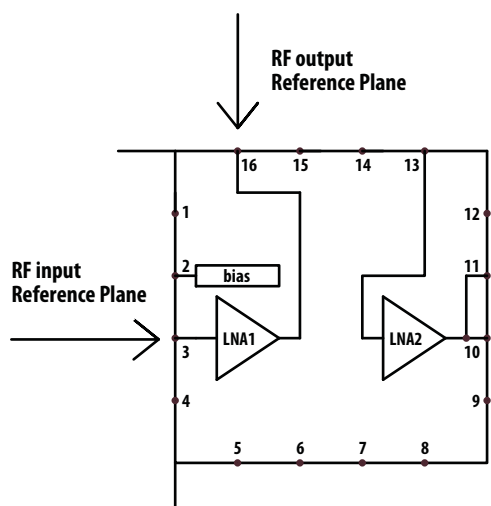 RF output
Reference Plane
16 15 14 13
1
12
2
bias
11
RF input
Reference Plane
3
LNA1
LNA2
10
4
9
5 6 7 8